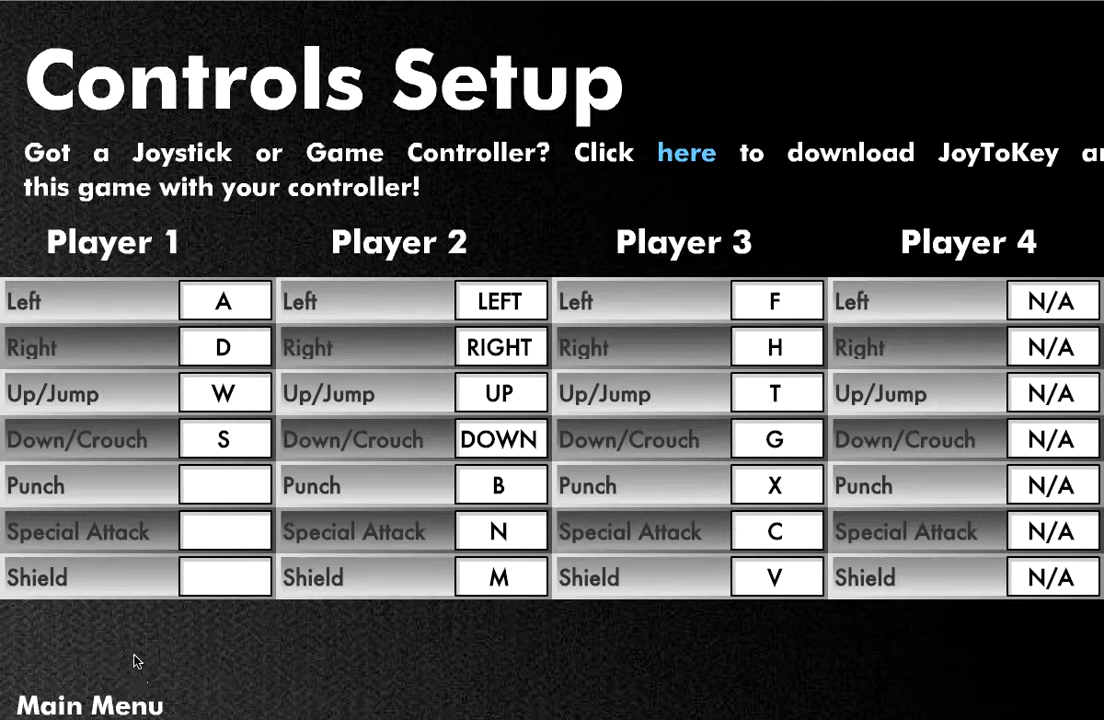 Controls Setup
Got a Joystick or Game Controller? Click here to download JoyToKey
this game with your controller!
Player 1 Player 2 Player 3 Player 4
Left A Left LEFT Left F Left N/A
Right D Right RIGHT Right H Right N/A
Up/Jump W Up/Jump UP Up/Jump T Up/Jump N/A
Down/Crouch S Down/Crouch DOWN Down/Crouch G Down/Crouch N/A
Punch Punch B Punch X Punch N/A
Special Attack Special Attack N Special Attack C Special Attack N/A
Shield Shield M Shield V Shield N/A
Main Menu